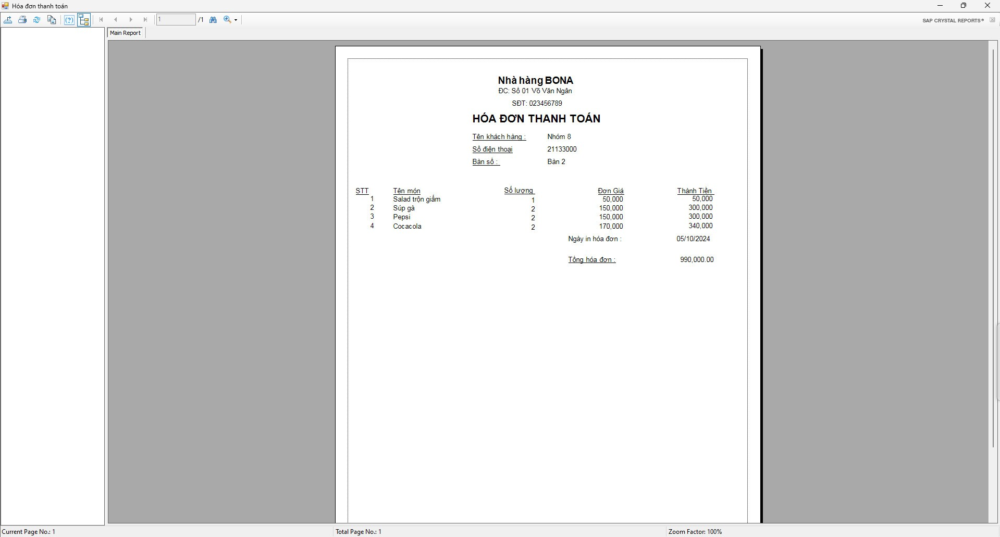 Hóa đơn thanh toán
1 /1
SAP CRYSTAL REPORTS®
Main Report
Nhà hàng BONA
ĐC: Số 01 Võ Văn Ngân
SĐT: 023456789
HÓA ĐƠN THANH TOÁN
Tên khách hàng : Nhóm 8
Số điện thoại 21133000
Bàn số : Bàn 2
STT Tên món Số lượng Đơn Giá Thành Tiền
1 Salad trộn giấm 1 50,000 50,000
2 Súp gà 2 150,000 300,000
3 Pepsi 2 150,000 300,000
4 Cocacola 2 170,000 340,000
Ngày in hóa đơn : 05/10/2024
Tổng hóa đơn : 990,000.00
Current Page No.: 1 Total Page No.: 1 Zoom Factor: 100%